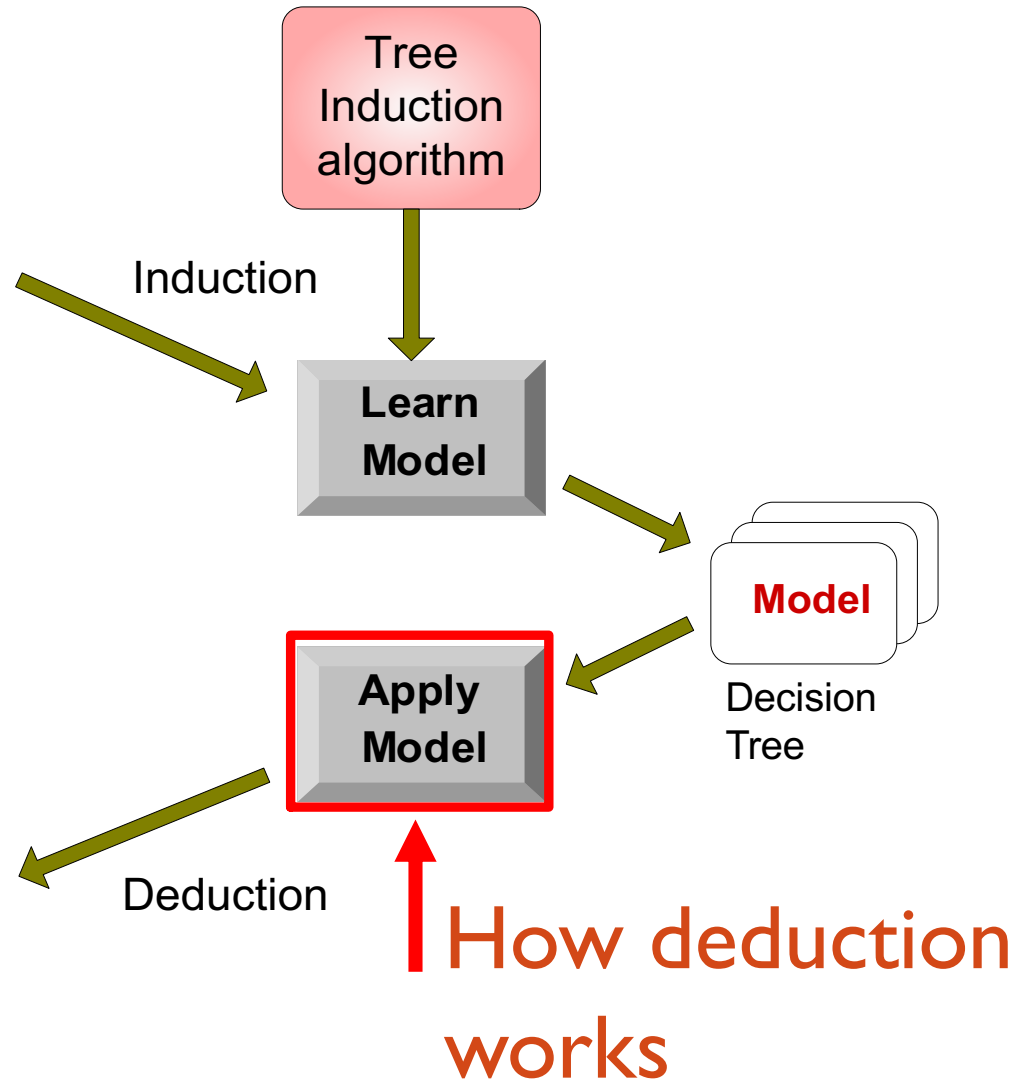 Tree
Induction
algorithm
Induction
Learn
Model
Model
Decision
Tree
Apply
Model
Deduction
How deduction
works